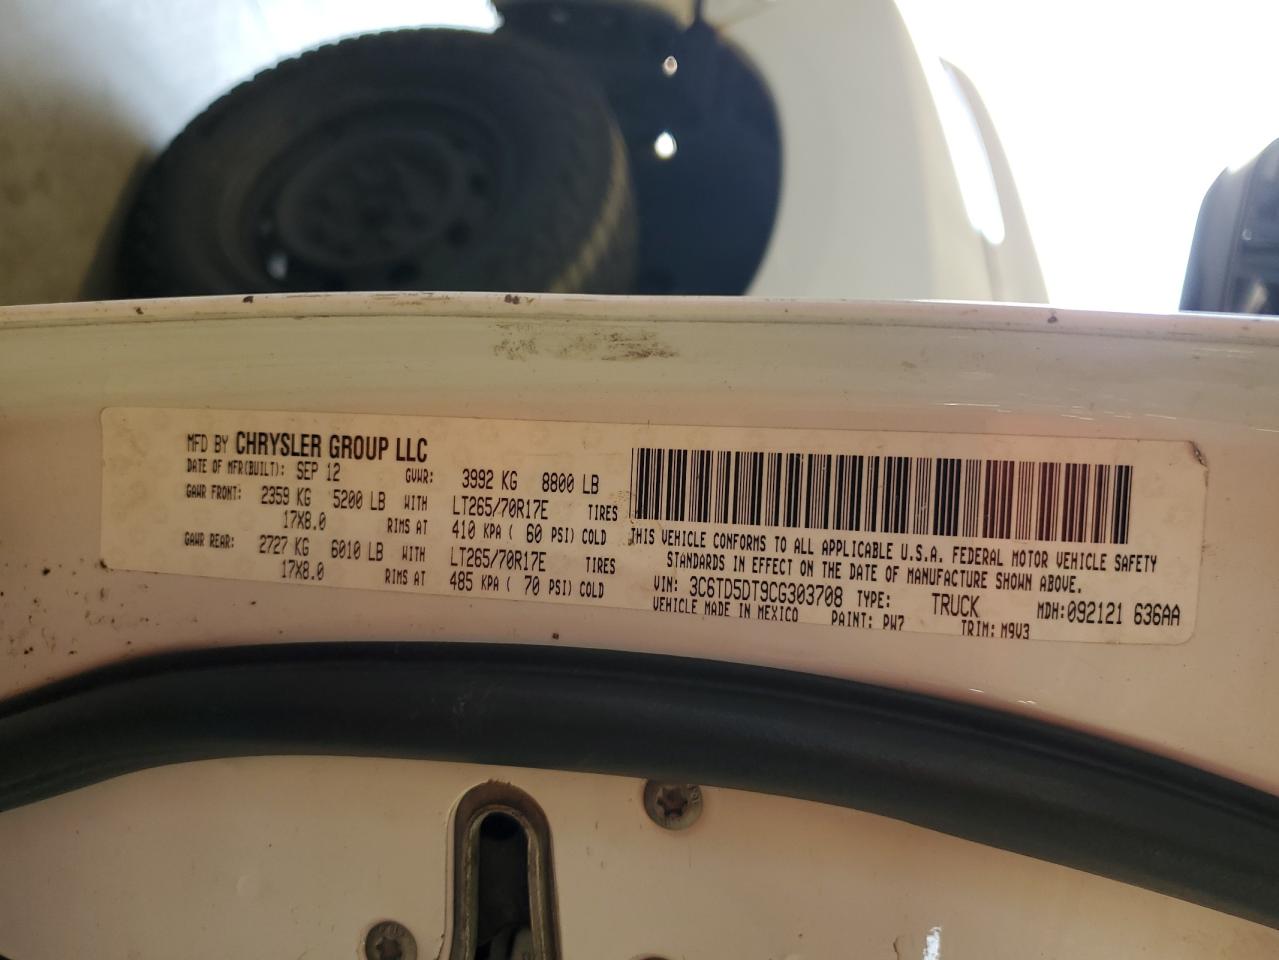 MFD BY CHRYSLER GROUP LLC
DATE OF MFR(BUILT): SEP 12 GVWR: 3992 KG 8800 LB
GAWR FRONT: 2359 KG 5200 LB WITH LT265/70R17E TIRES
17X8.0 RIMS AT 410 KPA ( 60 PSI) COLD
GAWR REAR: 2727 KG 6010 LB WITH LT265/70R17E TIRES
17X8.0 RIMS AT 485 KPA ( 70 PSI) COLD
THIS VEHICLE CONFORMS TO ALL APPLICABLE U.S.A. FEDERAL MOTOR VEHICLE SAFETY
STANDARDS IN EFFECT ON THE DATE OF MANUFACTURE SHOWN ABOVE.
VIN: 3C6TD5DT9CG303708 TYPE: TRUCK MDH: 092121 636AA
VEHICLE MADE IN MEXICO PAINT: PW7 TRIM: M9V3